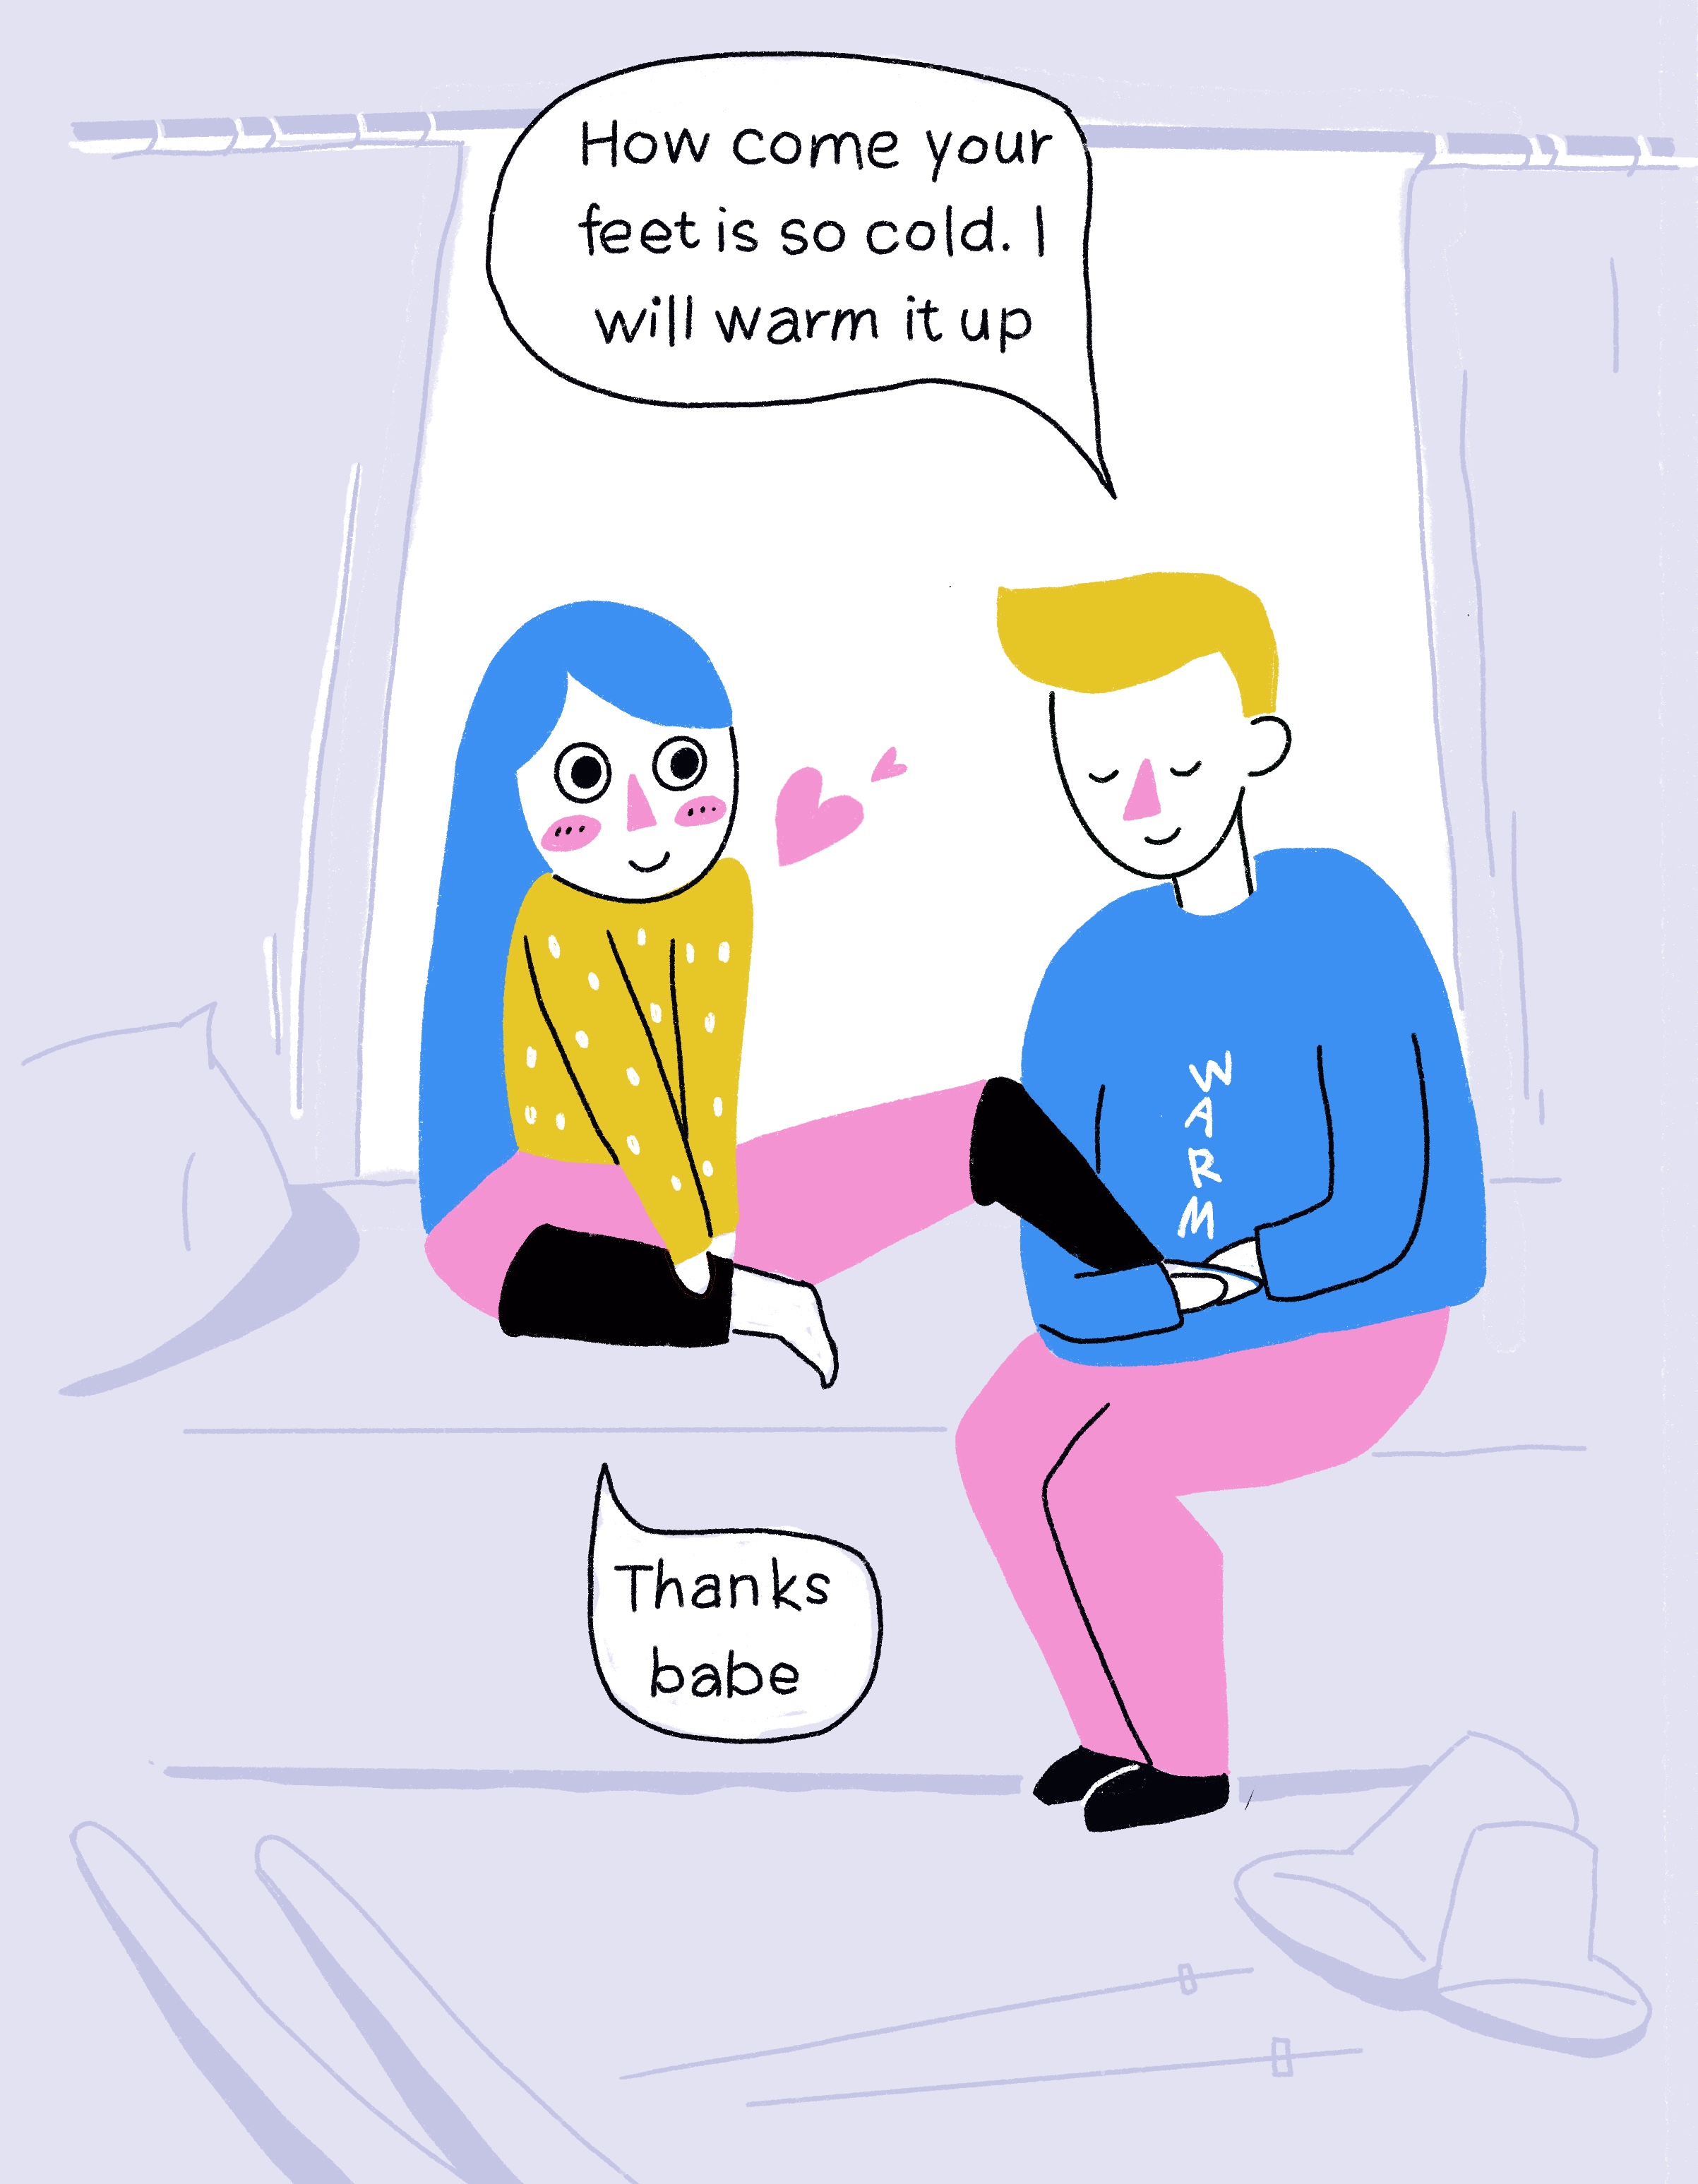 How come your
feet is so cold. I
will warm it up
WARM
Thanks
babe